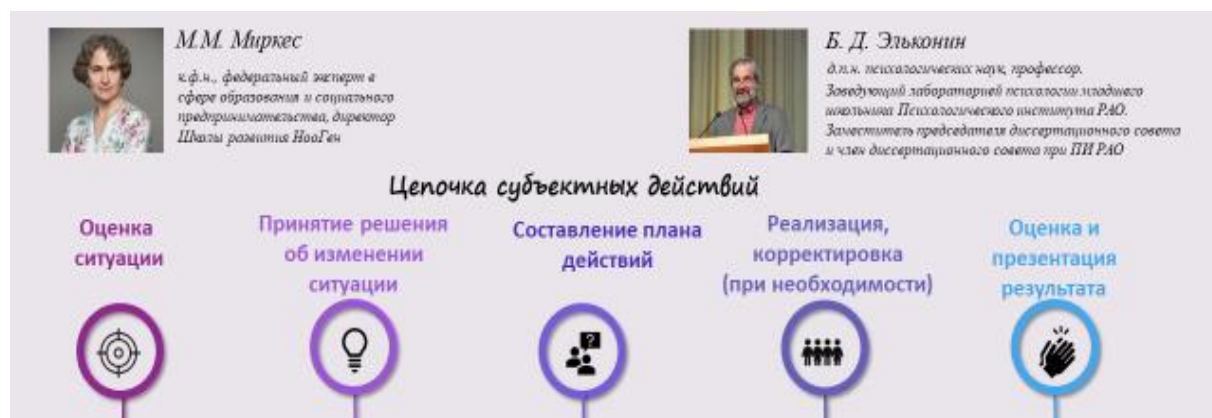 М.М. Миркес
к.ф.н., федеральный эксперт в
сфере образования и социального
предпринимательства, директор
Школы развития НооГен
Б. Д. Эльконин
д.п.н. психологических наук, профессор.
Заведующий лабораторией психологии младшего
школьника Психологического института РАО.
Заместитель председателя диссертационного совета
и член диссертационного совета при ПИ РАО
Цепочка субъектных действий
Оценка
ситуации
Принятие решения
об изменении
ситуации
Составление плана
действий
Реализация,
корректировка
(при необходимости)
Оценка и
презентация
результата
?